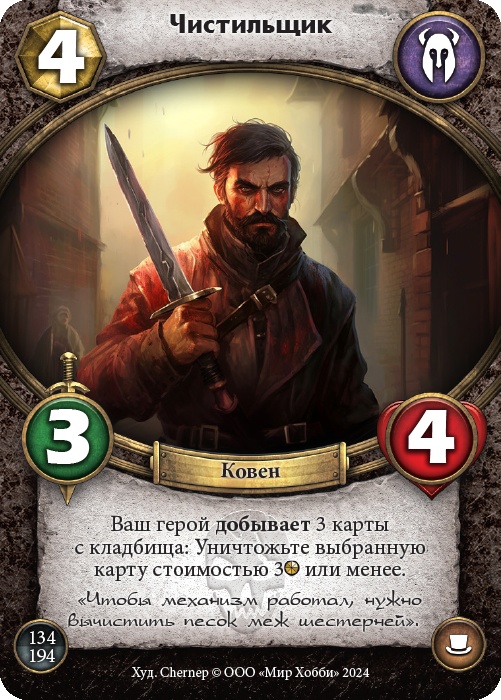 Чистильщик
4
3
4
Ковен
Ваш герой добывает 3 карты
с кладбища: Уничтожьте выбранную
карту стоимостью 3 или менее.
«Чтобы механизм работал, нужно
вычистить песок меж шестерней».
134
194
Худ. Chernep © ООО «Мир Хобби» 2024